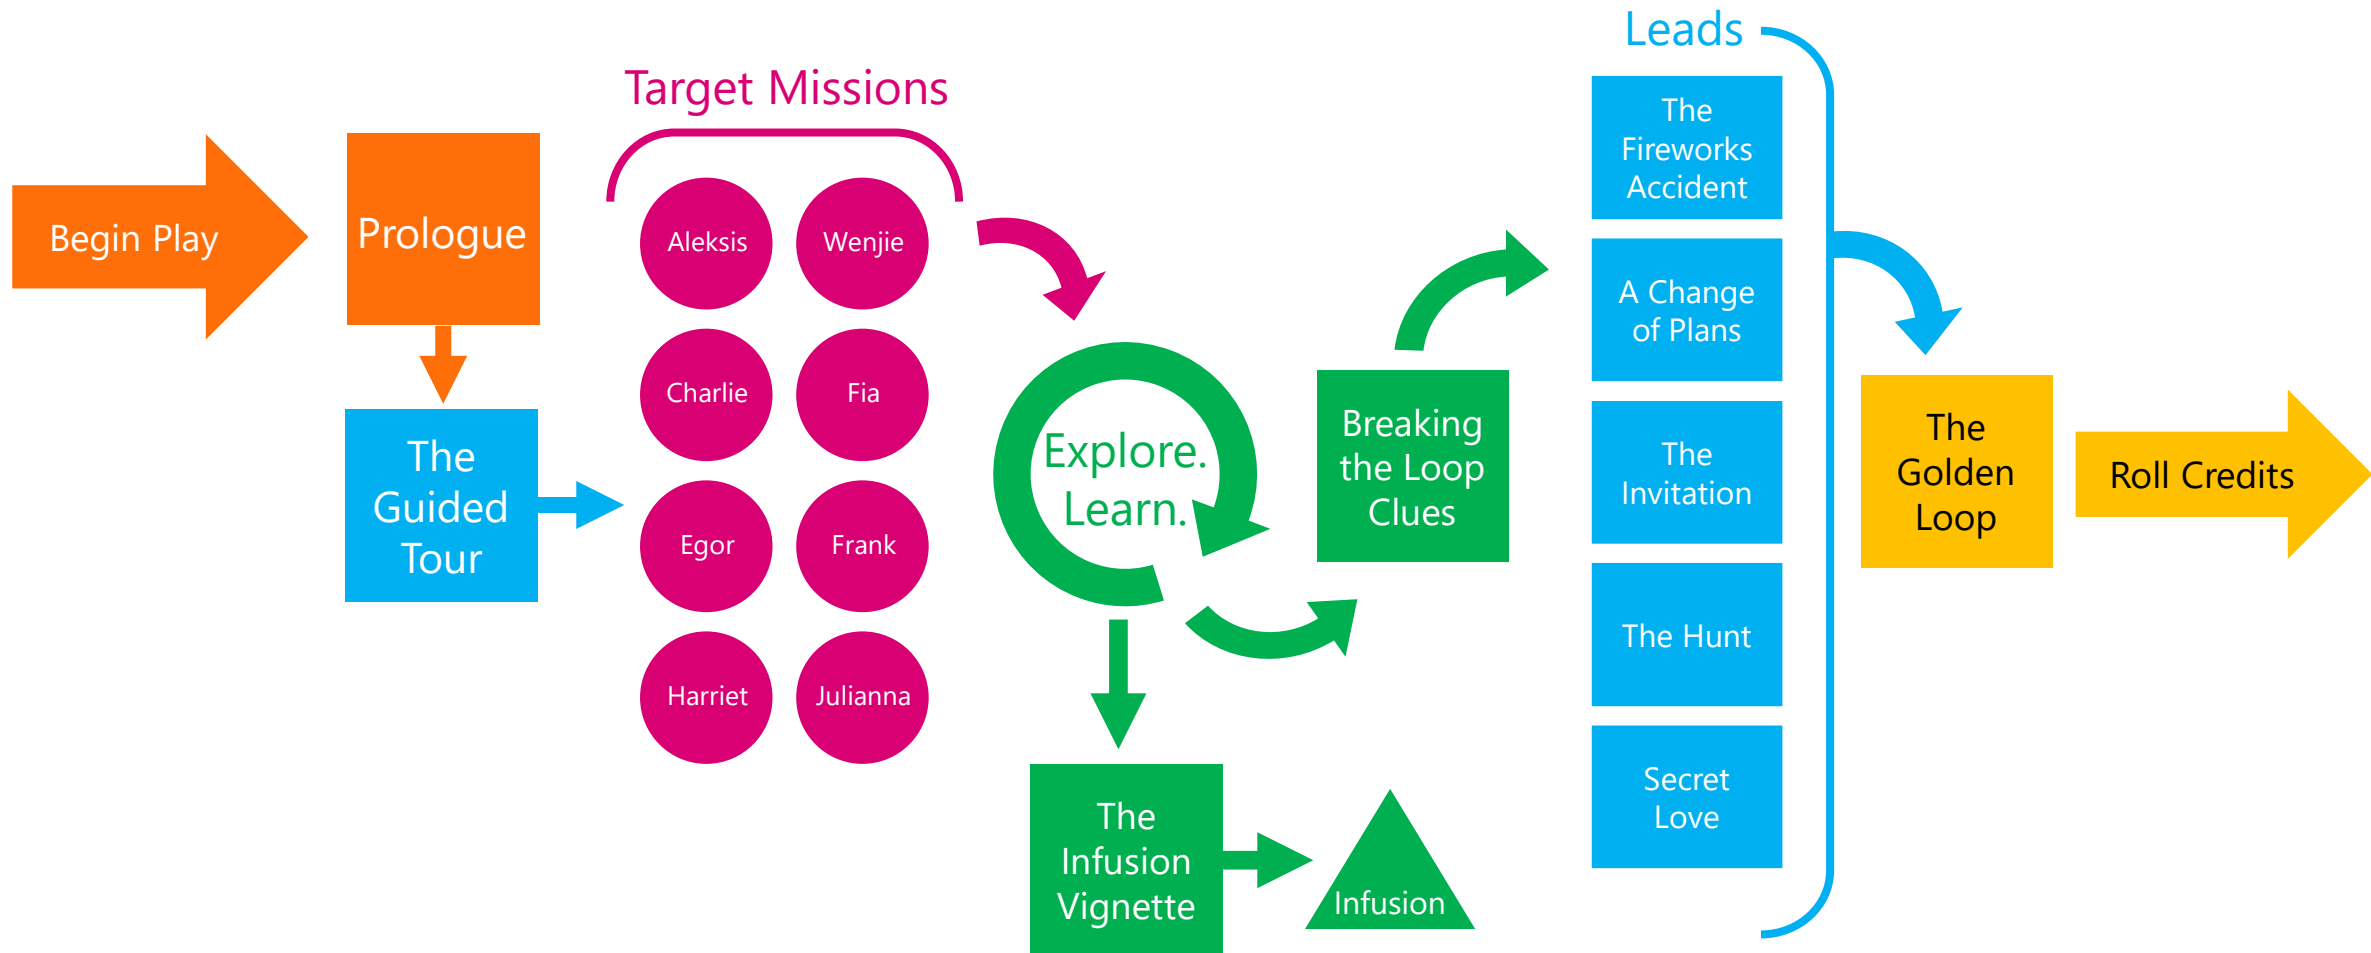 Begin Play
Prologue
The
Guided
Tour
Target Missions
Aleksis
Wenjie
Charlie
Fia
Egor
Frank
Harriet
Julianna
Explore.
Learn.
The
Infusion
Vignette
Infusion
Breaking
the Loop
Clues
Leads
The
Fireworks
Accident
A Change
of Plans
The
Invitation
The Hunt
Secret
Love
The
Golden
Loop
Roll Credits